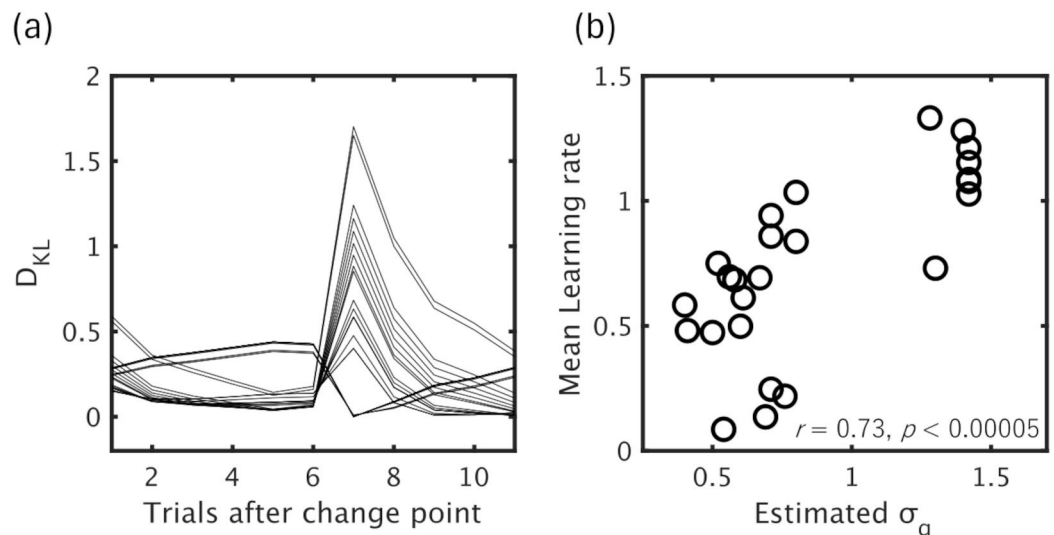 (a)
(b)
2
1.5
1
0.5
0
D_KL
2 4 6 8 10
Trials after change point
1.5
1
0.5
0
Mean Learning rate
r = 0.73, p < 0.00005
0.5 1 1.5
Estimated σ_q